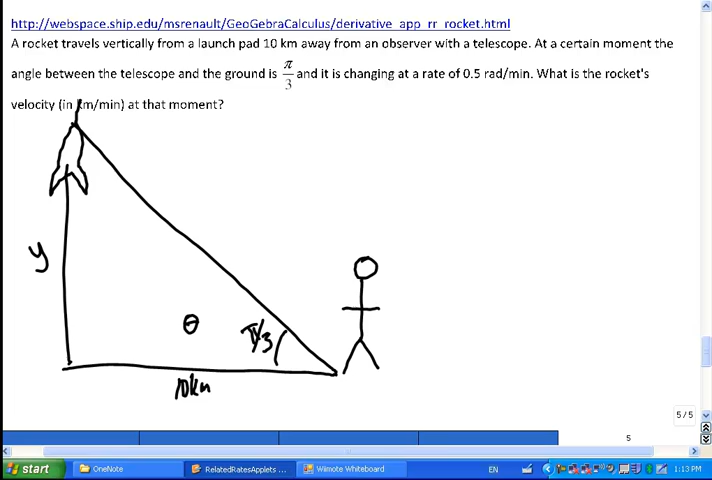 http://webspace.ship.edu/msrenault/GeoGebraCalculus/derivative_app_rr_rocket.html
A rocket travels vertically from a launch pad 10 km away from an observer with a telescope. At a certain moment the
angle between the telescope and the ground is π/3 and it is changing at a rate of 0.5 rad/min. What is the rocket's
velocity (in km/min) at that moment?
y
θ
π/3
10km
5 / 5
5
start
OneNote
RelatedRatesApplets ...
Wiimote Whiteboard
EN
1:13 PM